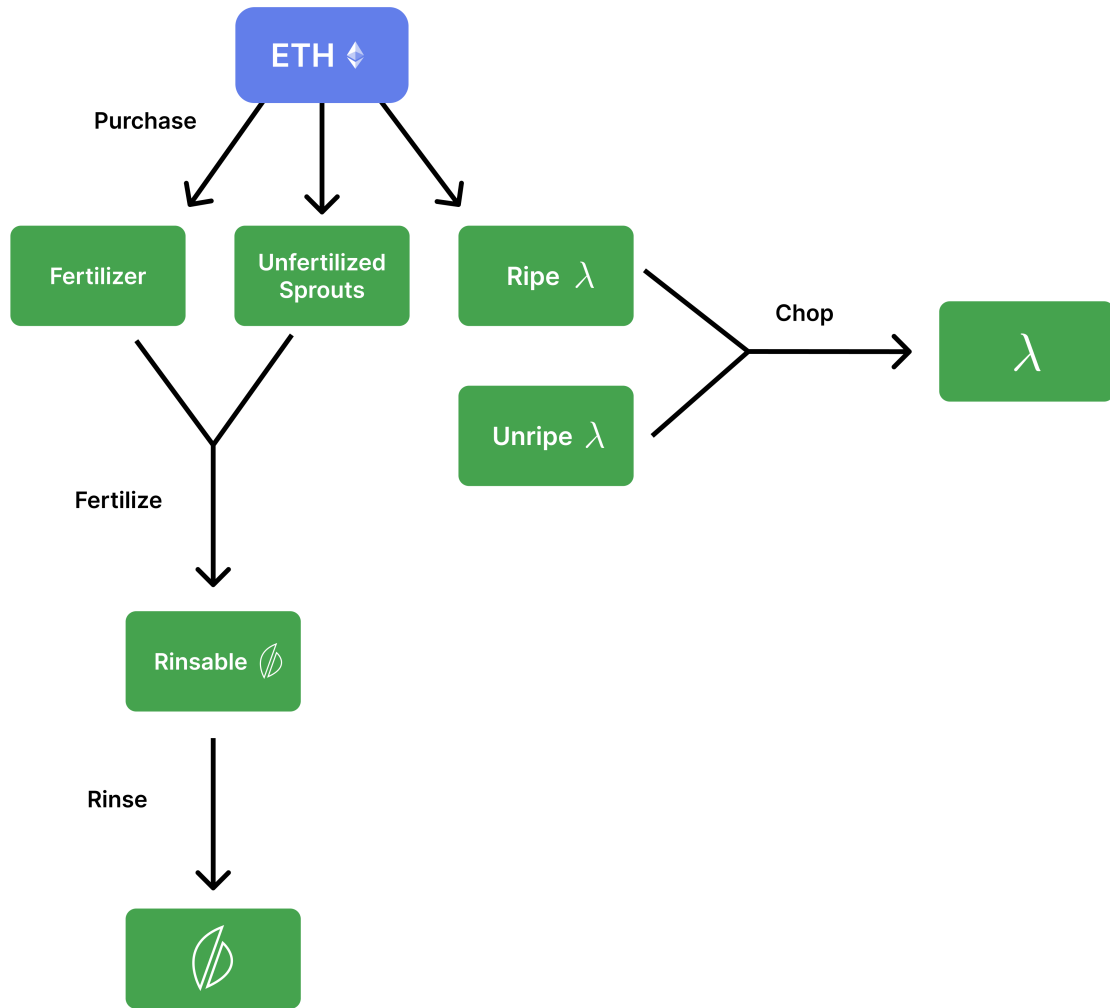 ETH
Purchase
Fertilizer
Unfertilized
Sprouts
Ripe λ
Chop
λ
Unripe λ
Fertilize
Rinsable
Rinse